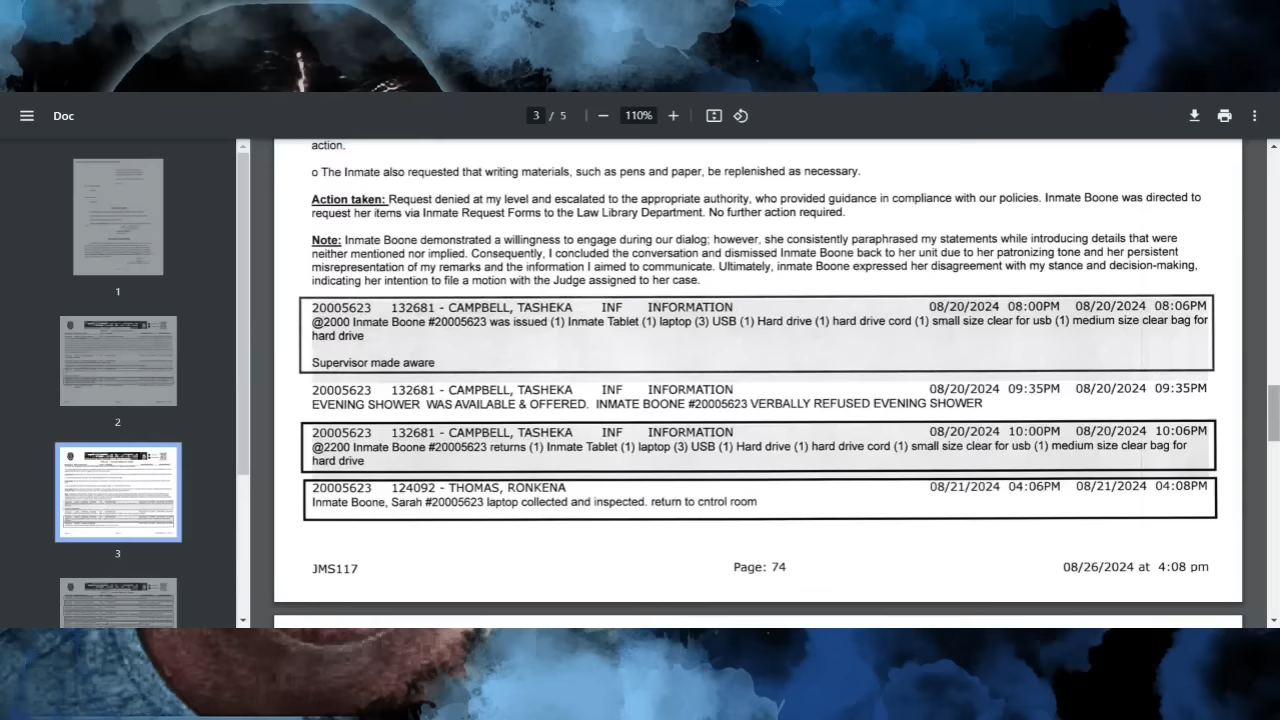 Doc
3 / 5
110%
action.
o The Inmate also requested that writing materials, such as pens and paper, be replenished as necessary.
Action taken: Request denied at my level and escalated to the appropriate authority, who provided guidance in compliance with our policies. Inmate Boone was directed to
request her items via Inmate Request Forms to the Law Library Department. No further action required.
Note: Inmate Boone demonstrated a willingness to engage during our dialog; however, she consistently paraphrased my statements while introducing details that were
neither mentioned nor implied. Consequently, I concluded the conversation and dismissed Inmate Boone back to her unit due to her patronizing tone and her persistent
misrepresentation of my remarks and the information I aimed to communicate. Ultimately, inmate Boone expressed her disagreement with my stance and decision-making,
indicating her intention to file a motion with the Judge assigned to her case.
20005623 132681 - CAMPBELL, TASHEKA INF INFORMATION 08/20/2024 08:00PM 08/20/2024 08:06PM
@2000 Inmate Boone #20005623 was issued (1) Inmate Tablet (1) laptop (3) USB (1) Hard drive (1) hard drive cord (1) small size clear for usb (1) medium size clear bag for
hard drive
Supervisor made aware
20005623 132681 - CAMPBELL, TASHEKA INF INFORMATION 08/20/2024 09:35PM 08/20/2024 09:35PM
EVENING SHOWER WAS AVAILABLE & OFFERED. INMATE BOONE #20005623 VERBALLY REFUSED EVENING SHOWER
20005623 132681 - CAMPBELL, TASHEKA INF INFORMATION 08/20/2024 10:00PM 08/20/2024 10:06PM
@2200 Inmate Boone #20005623 returns (1) Inmate Tablet (1) laptop (3) USB (1) Hard drive (1) hard drive cord (1) small size clear for usb (1) medium size clear bag for
hard drive
20005623 124092 - THOMAS, RONKENA 08/21/2024 04:06PM 08/21/2024 04:08PM
Inmate Boone, Sarah #20005623 laptop collected and inspected. return to cntrol room
JMS117 Page: 74 08/26/2024 at 4:08 pm
1
2
3